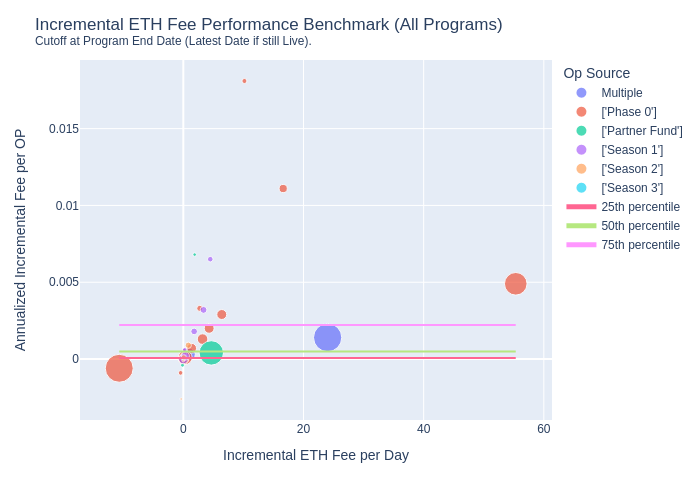 Incremental ETH Fee Performance Benchmark (All Programs)
Cutoff at Program End Date (Latest Date if still Live).
Annualized Incremental Fee per OP
0.015
0.01
0.005
0
0
20
40
60
Incremental ETH Fee per Day
Op Source
Multiple
['Phase 0']
['Partner Fund']
['Season 1']
['Season 2']
['Season 3']
25th percentile
50th percentile
75th percentile